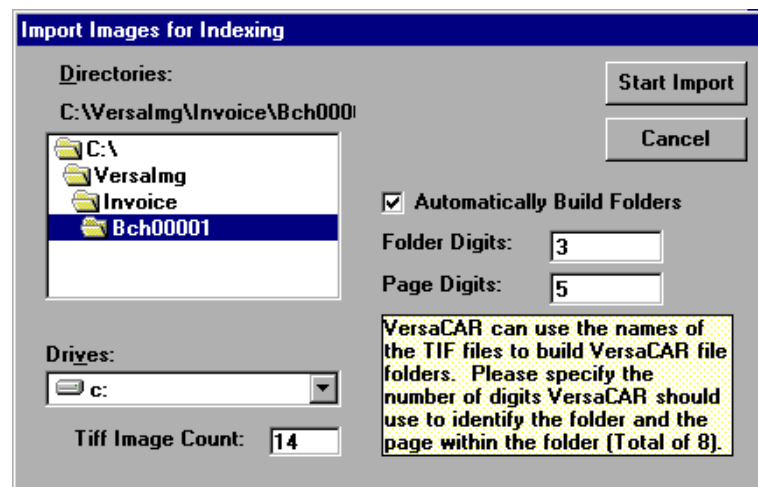 Import Images for Indexing
Directories:
C:\VersaImg\Invoice\Bch000
C:\
VersaImg
Invoice
Bch00001
Drives:
c:
Tiff Image Count: 14
Start Import
Cancel
Automatically Build Folders
Folder Digits: 3
Page Digits: 5
VersaCAR can use the names of
the TIF files to build VersaCAR file
folders. Please specify the
number of digits VersaCAR should
use to identify the folder and the
page within the folder (Total of 8).